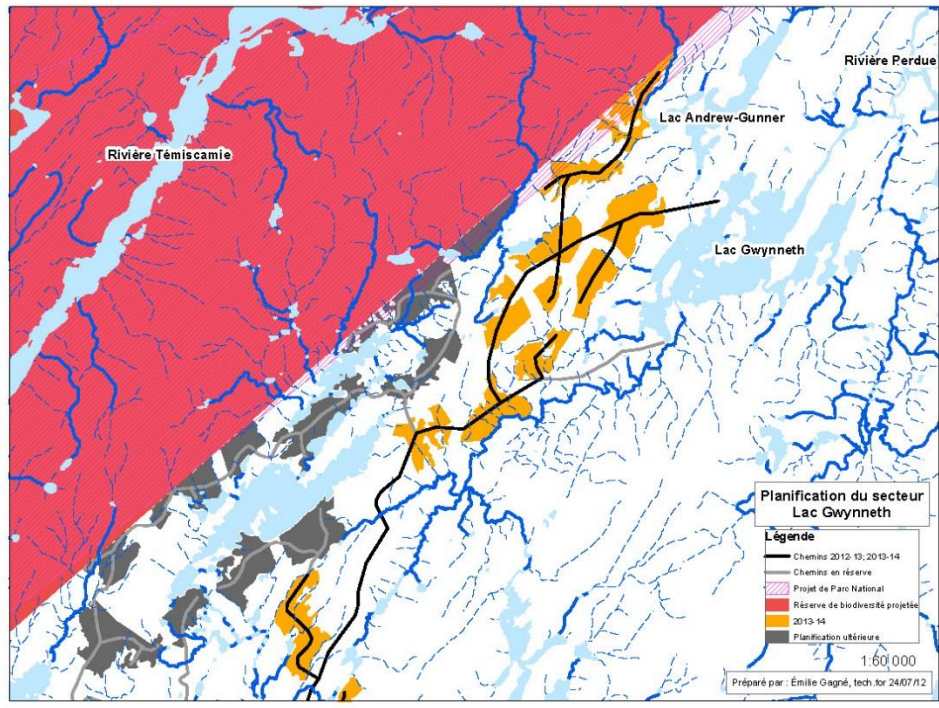 Rivière Perdue
Lac Andrew-Gunner
Rivière Témiscamie
Lac Gwynneth
Planification du secteur
Lac Gwynneth
Légende
Chemins 2012-13; 2013-14
Chemins en réserve
Projet de Parc National
Réserve de biodiversité projetée
2013-14
Planification ultérieure
1:60 000
Préparé par : Émilie Gagné, tech.for 24/07/12